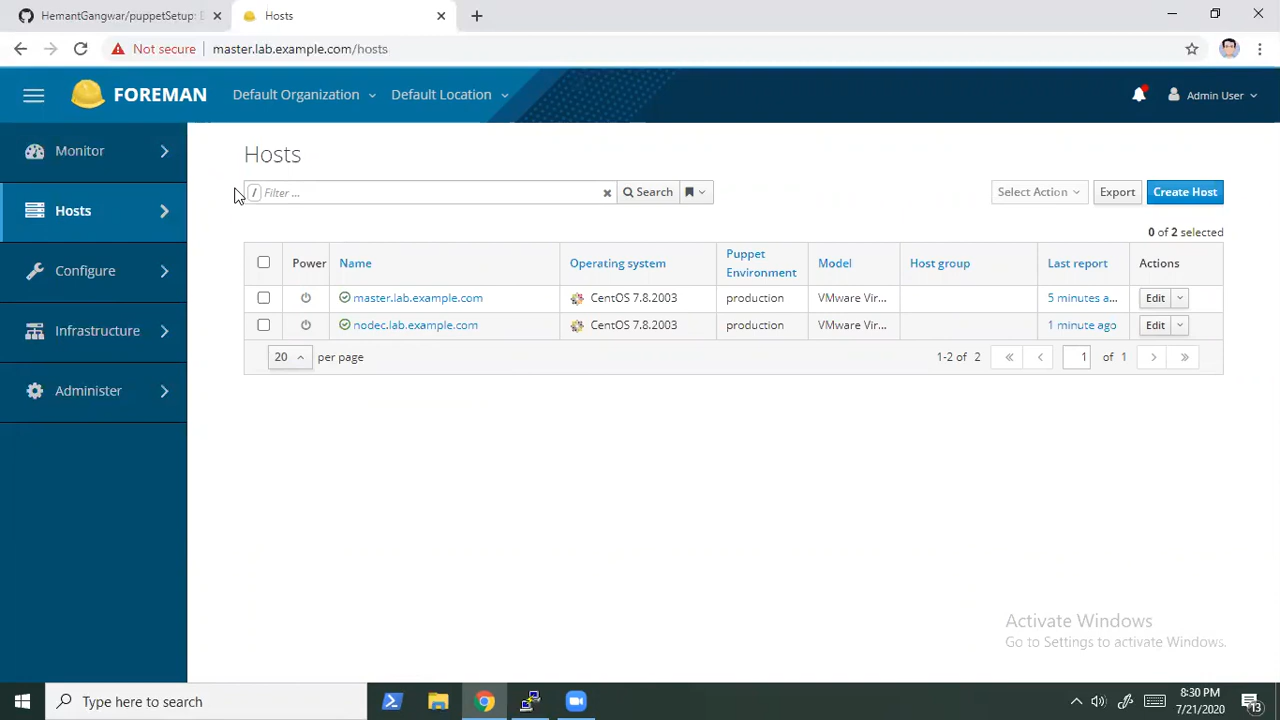 HemantGangwar/puppetSetup:
Hosts
Not secure
master.lab.example.com/hosts
FOREMAN
Default Organization
Default Location
Admin User
Monitor
Hosts
Configure
Infrastructure
Administer
Hosts
/ Filter ...
Search
Select Action
Export
Create Host
0 of 2 selected
Power
Name
Operating system
Puppet
Environment
Model
Host group
Last report
Actions
master.lab.example.com
CentOS 7.8.2003
production
VMware Vir...
5 minutes a...
Edit
nodec.lab.example.com
CentOS 7.8.2003
production
VMware Vir...
1 minute ago
Edit
20
per page
1-2 of 2
1
of 1
Activate Windows
Go to Settings to activate Windows.
Type here to search
8:30 PM
7/21/2020
13